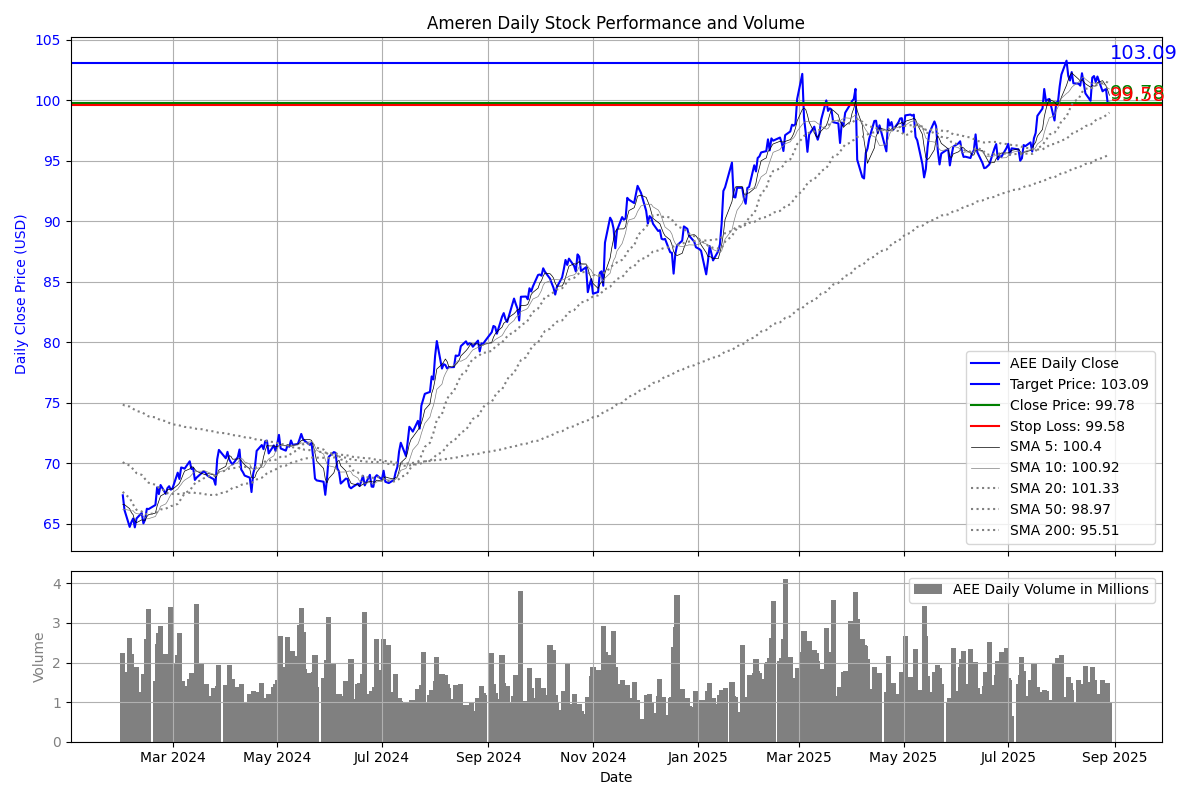 Ameren Daily Stock Performance and Volume
105
100
95
90
85
80
75
70
65
Daily Close Price (USD)
103.09
99.78
99.58
AEE Daily Close
Target Price: 103.09
Close Price: 99.78
Stop Loss: 99.58
SMA 5: 100.4
SMA 10: 100.92
SMA 20: 101.33
SMA 50: 98.97
SMA 200: 95.51
4
3
2
1
0
Volume
AEE Daily Volume in Millions
Mar 2024
May 2024
Jul 2024
Sep 2024
Nov 2024
Jan 2025
Mar 2025
May 2025
Jul 2025
Sep 2025
Date